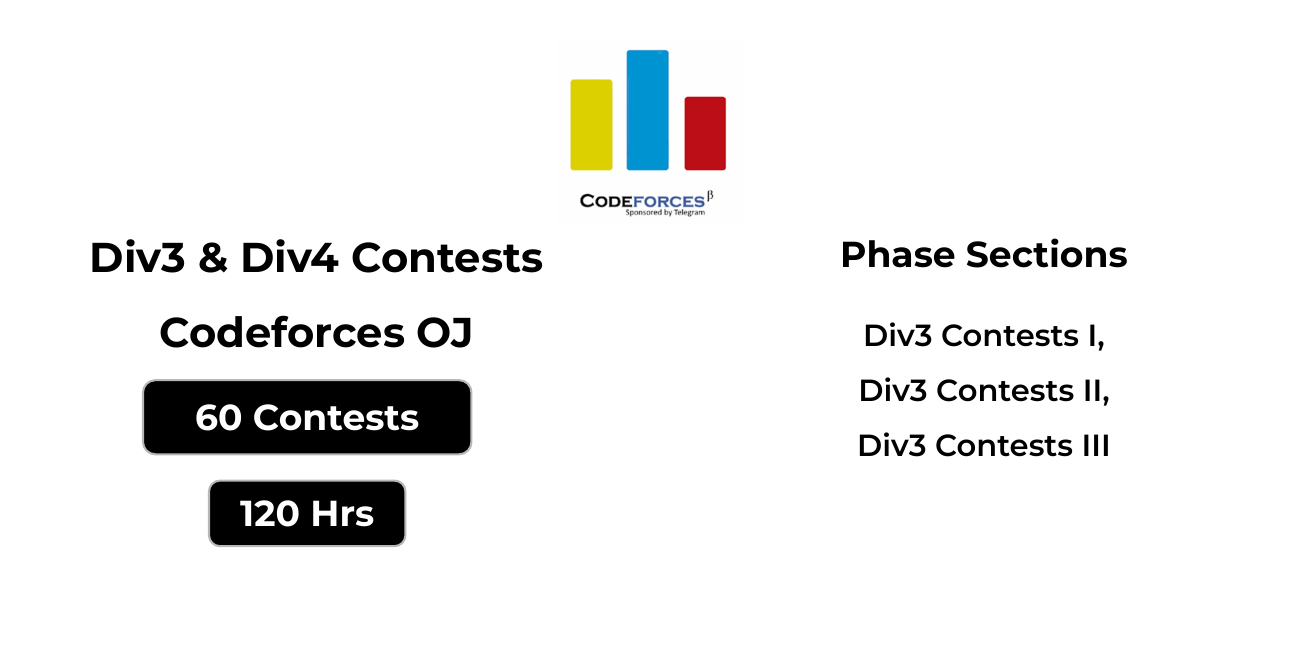 CODEFORCES β
Sponsored by Telegram
Div3 & Div4 Contests
Codeforces OJ
60 Contests
120 Hrs
Phase Sections
Div3 Contests I,
Div3 Contests II,
Div3 Contests III